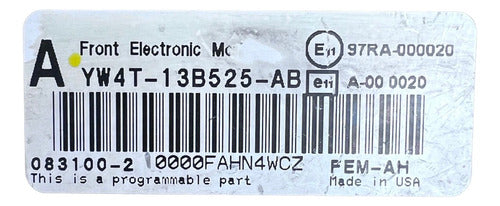 Front Electronic Mo
E11 97RA-000020
A YW4T-13B525-AB e11 A-00 0020
083100-2 0000FAHN4WCZ FEM-AH
This is a programmable part Made in USA